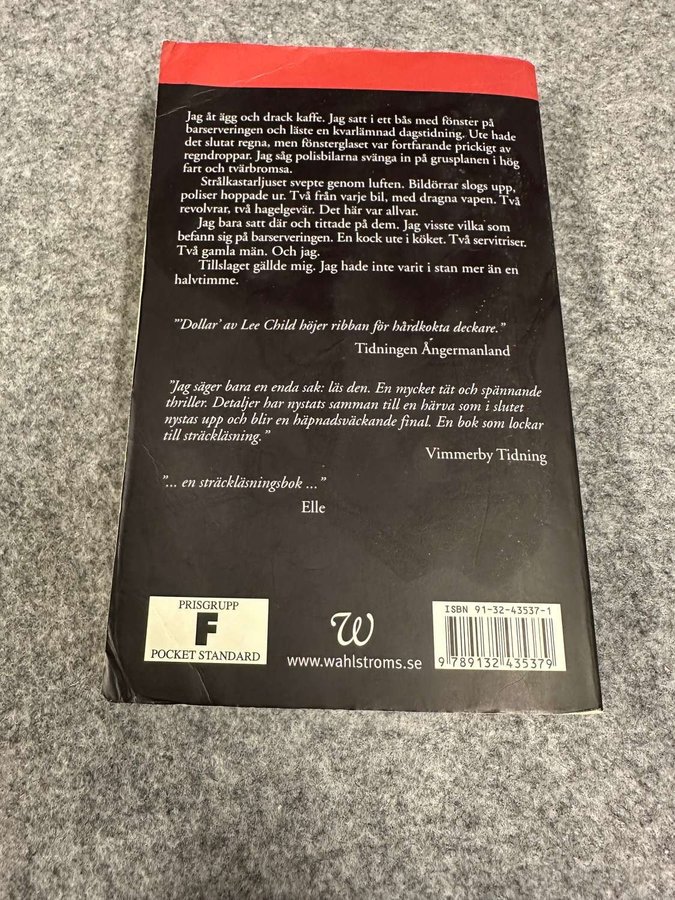 Jag åt ägg och drack kaffe. Jag satt i ett bås med fönster på
barserveringen och läste en kvarlämnad dagstidning. Ute hade
det slutat regna, men fönsterglaset var fortfarande prickigt av
regndroppar. Jag såg polisbilarna svänga in på grusplanen i hög
fart och tvärbromsa.
Strålkastarljuset svepte genom luften. Bildörrar slogs upp,
poliser hoppade ur. Två från varje bil, med dragna vapen. Två
revolvrar, två hagelgevär. Det här var allvar.
Jag bara satt där och tittade på dem. Jag visste vilka som
befann sig på barserveringen. En kock ute i köket. Två servitriser.
Två gamla män. Och jag.
Tillslaget gällde mig. Jag hade inte varit i stan mer än en
halvtimme.
”’Dollar’ av Lee Child höjer ribban för hårdkokta deckare.”
Tidningen Ångermanland
”Jag säger bara en enda sak: läs den. En mycket tät och spännande
thriller. Detaljer har nystats samman till en härva som i slutet
nystas upp och blir en häpnadsväckande final. En bok som lockar
till sträckläsning.”
Vimmerby Tidning
”... en sträckläsningsbok ...”
Elle
PRISGRUPP
F
POCKET STANDARD
W
www.wahlstroms.se
ISBN 91-32-43537-1
9 789132 435379